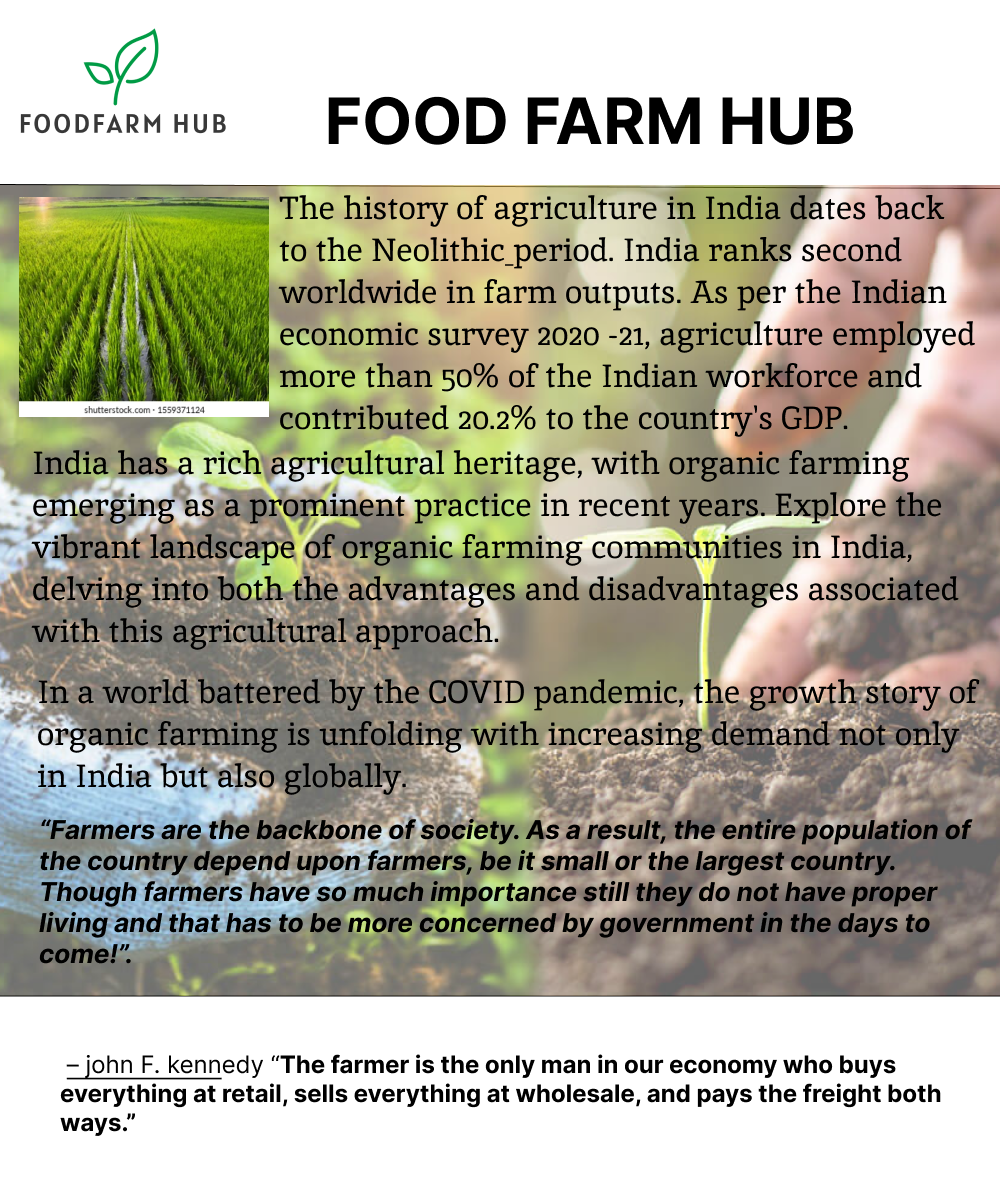 FOODFARM HUB
FOOD FARM HUB
shutterstock.com · 1559371124
The history of agriculture in India dates back
to the Neolithic_period. India ranks second
worldwide in farm outputs. As per the Indian
economic survey 2020 -21, agriculture employed
more than 50% of the Indian workforce and
contributed 20.2% to the country's GDP.
India has a rich agricultural heritage, with organic farming
emerging as a prominent practice in recent years. Explore the
vibrant landscape of organic farming communities in India,
delving into both the advantages and disadvantages associated
with this agricultural approach.
In a world battered by the COVID pandemic, the growth story of
organic farming is unfolding with increasing demand not only
in India but also globally.
“Farmers are the backbone of society. As a result, the entire population of
the country depend upon farmers, be it small or the largest country.
Though farmers have so much importance still they do not have proper
living and that has to be more concerned by government in the days to
come!”.
– john F. kennedy “The farmer is the only man in our economy who buys
everything at retail, sells everything at wholesale, and pays the freight both
ways.”